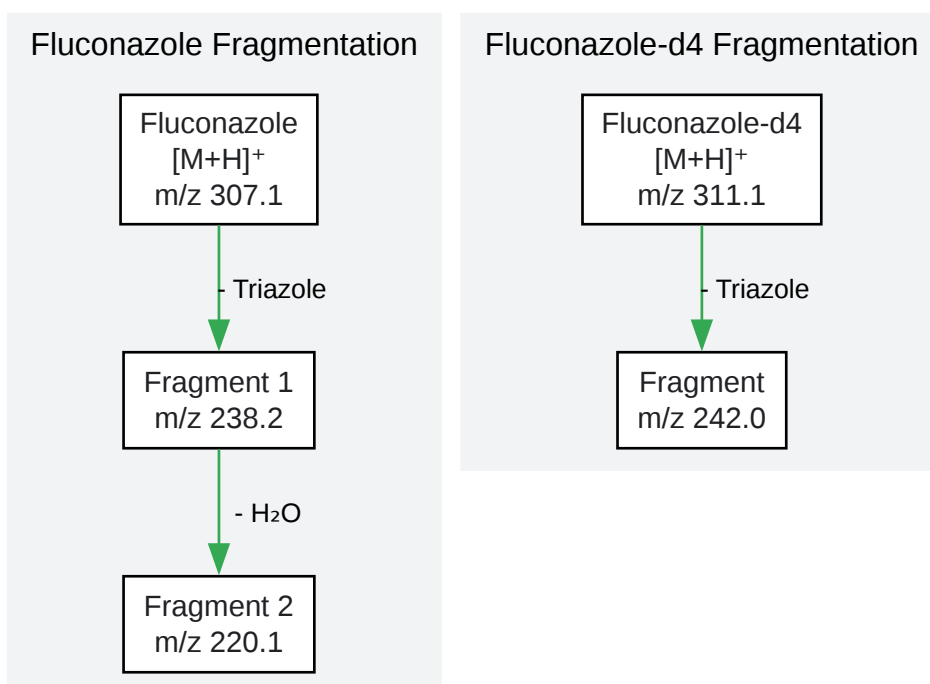 Fluconazole Fragmentation
Fluconazole
[M+H]⁺
m/z 307.1
- Triazole
Fragment 1
m/z 238.2
- H₂O
Fragment 2
m/z 220.1
Fluconazole-d4 Fragmentation
Fluconazole-d4
[M+H]⁺
m/z 311.1
- Triazole
Fragment
m/z 242.0